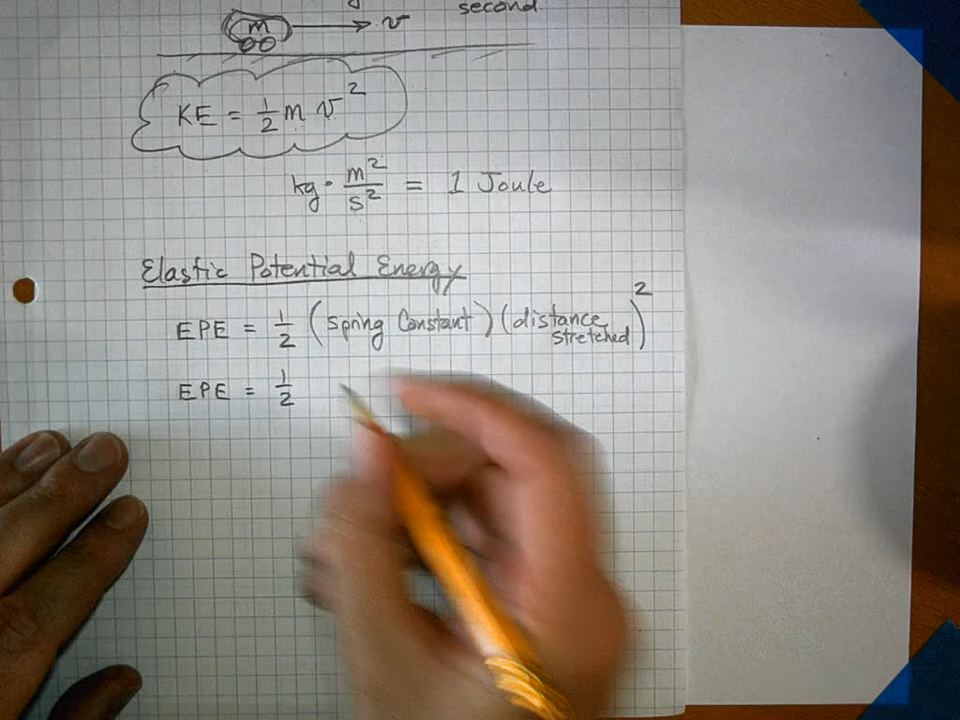 second
m v
KE = 1/2 m v²
kg · m²/s² = 1 Joule
Elastic Potential Energy
EPE = 1/2 (Spring Constant) (distance stretched)²
EPE = 1/2